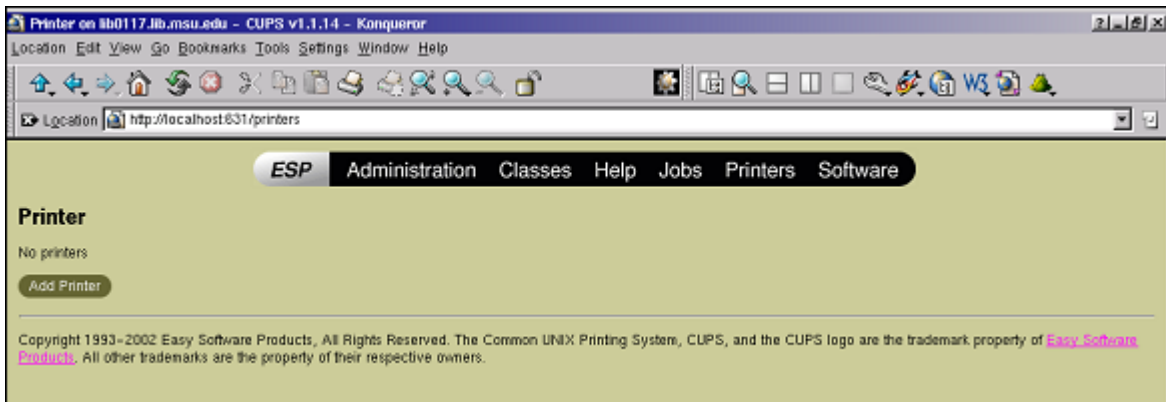 Printer on lib0117.lib.msu.edu - CUPS v1.1.14 - Konqueror
Location Edit View Go Bookmarks Tools Settings Window Help
Location http://localhost:631/printers
ESP Administration Classes Help Jobs Printers Software
Printer
No printers
Add Printer
Copyright 1993-2002 Easy Software Products, All Rights Reserved. The Common UNIX Printing System, CUPS, and the CUPS logo are the trademark property of Easy Software
Products. All other trademarks are the property of their respective owners.